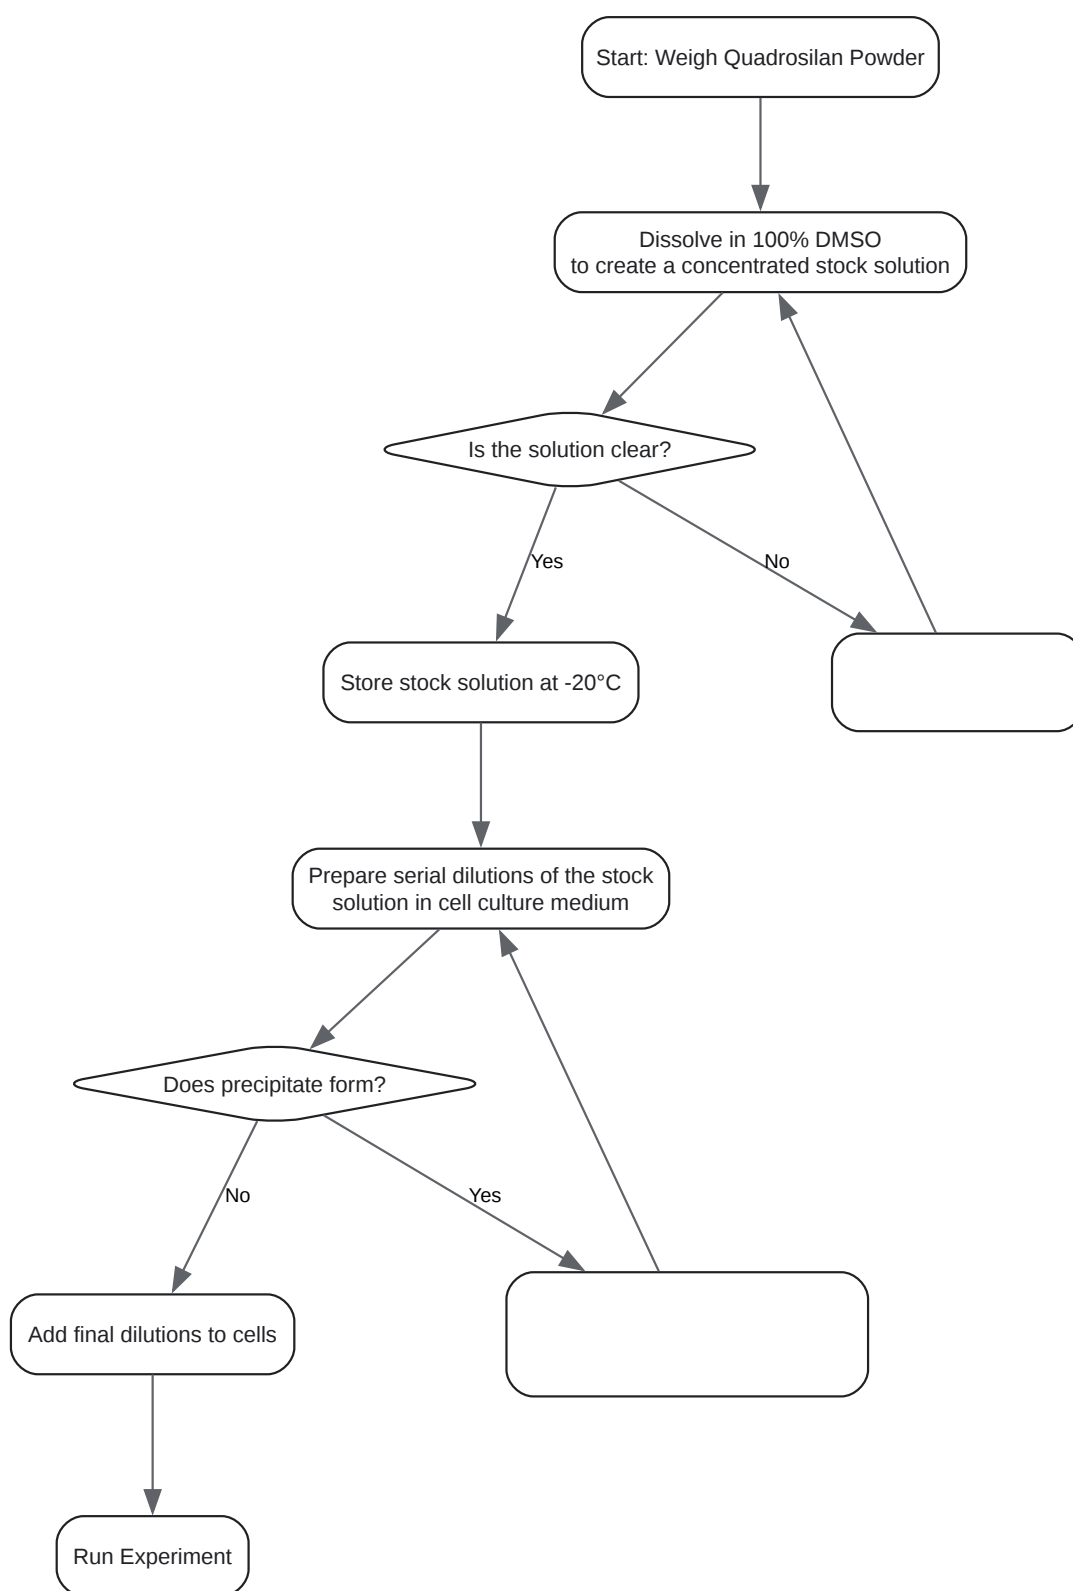 Start: Weigh Quadrosilan Powder
Dissolve in 100% DMSO
to create a concentrated stock solution
Is the solution clear?
Yes
No
Store stock solution at -20°C
Prepare serial dilutions of the stock
solution in cell culture medium
Does precipitate form?
No
Yes
Add final dilutions to cells
Run Experiment